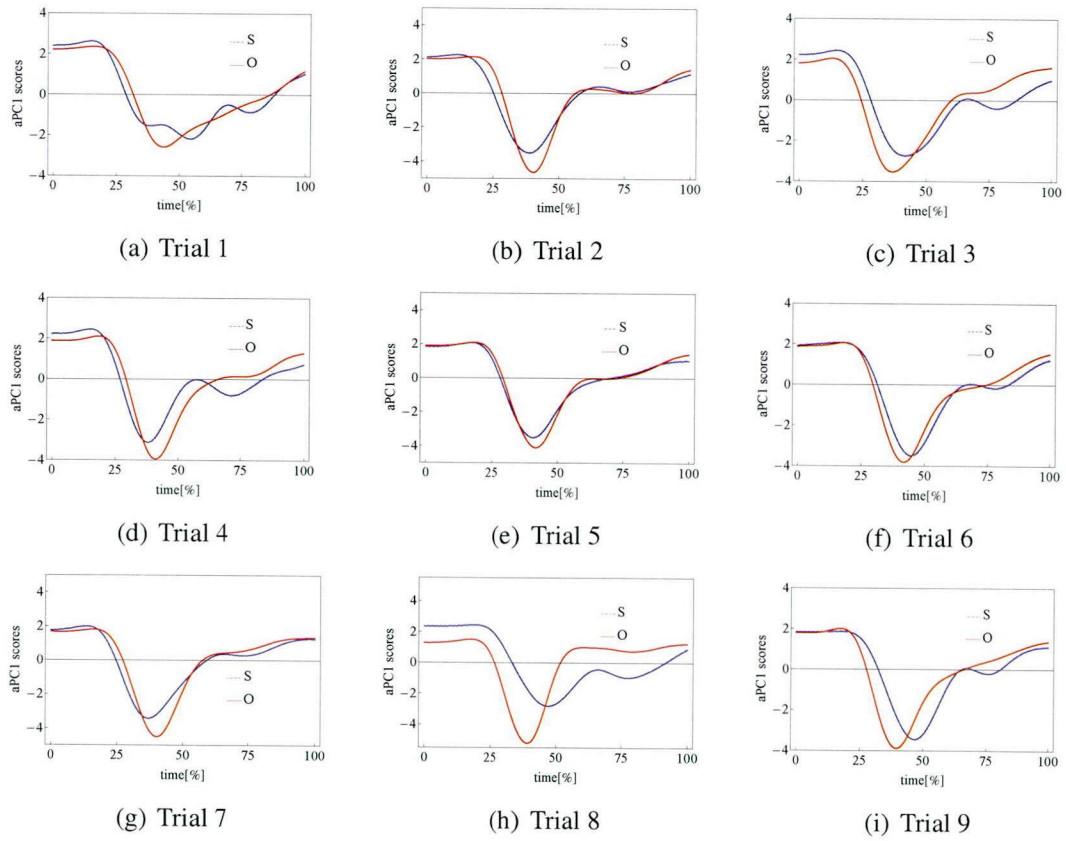 4
2
0
−2
−4
aPC1 scores
S
O
0 25 50 75 100
time[%]
(a) Trial 1
4
2
0
−2
−4
aPC1 scores
S
O
0 25 50 75 100
time[%]
(b) Trial 2
4
2
0
−2
−4
aPC1 scores
S
O
0 25 50 75 100
time[%]
(c) Trial 3
4
2
0
−2
−4
aPC1 scores
S
O
0 25 50 75 100
time[%]
(d) Trial 4
4
2
0
−2
−4
aPC1 scores
S
O
0 25 50 75 100
time[%]
(e) Trial 5
4
2
0
−2
−4
aPC1 scores
S
O
0 25 50 75 100
time[%]
(f) Trial 6
4
2
0
−2
−4
aPC1 scores
S
O
0 25 50 75 100
time[%]
(g) Trial 7
4
2
0
−2
−4
aPC1 scores
S
O
0 25 50 75 100
time[%]
(h) Trial 8
4
2
0
−2
−4
aPC1 scores
S
O
0 25 50 75 100
time[%]
(i) Trial 9